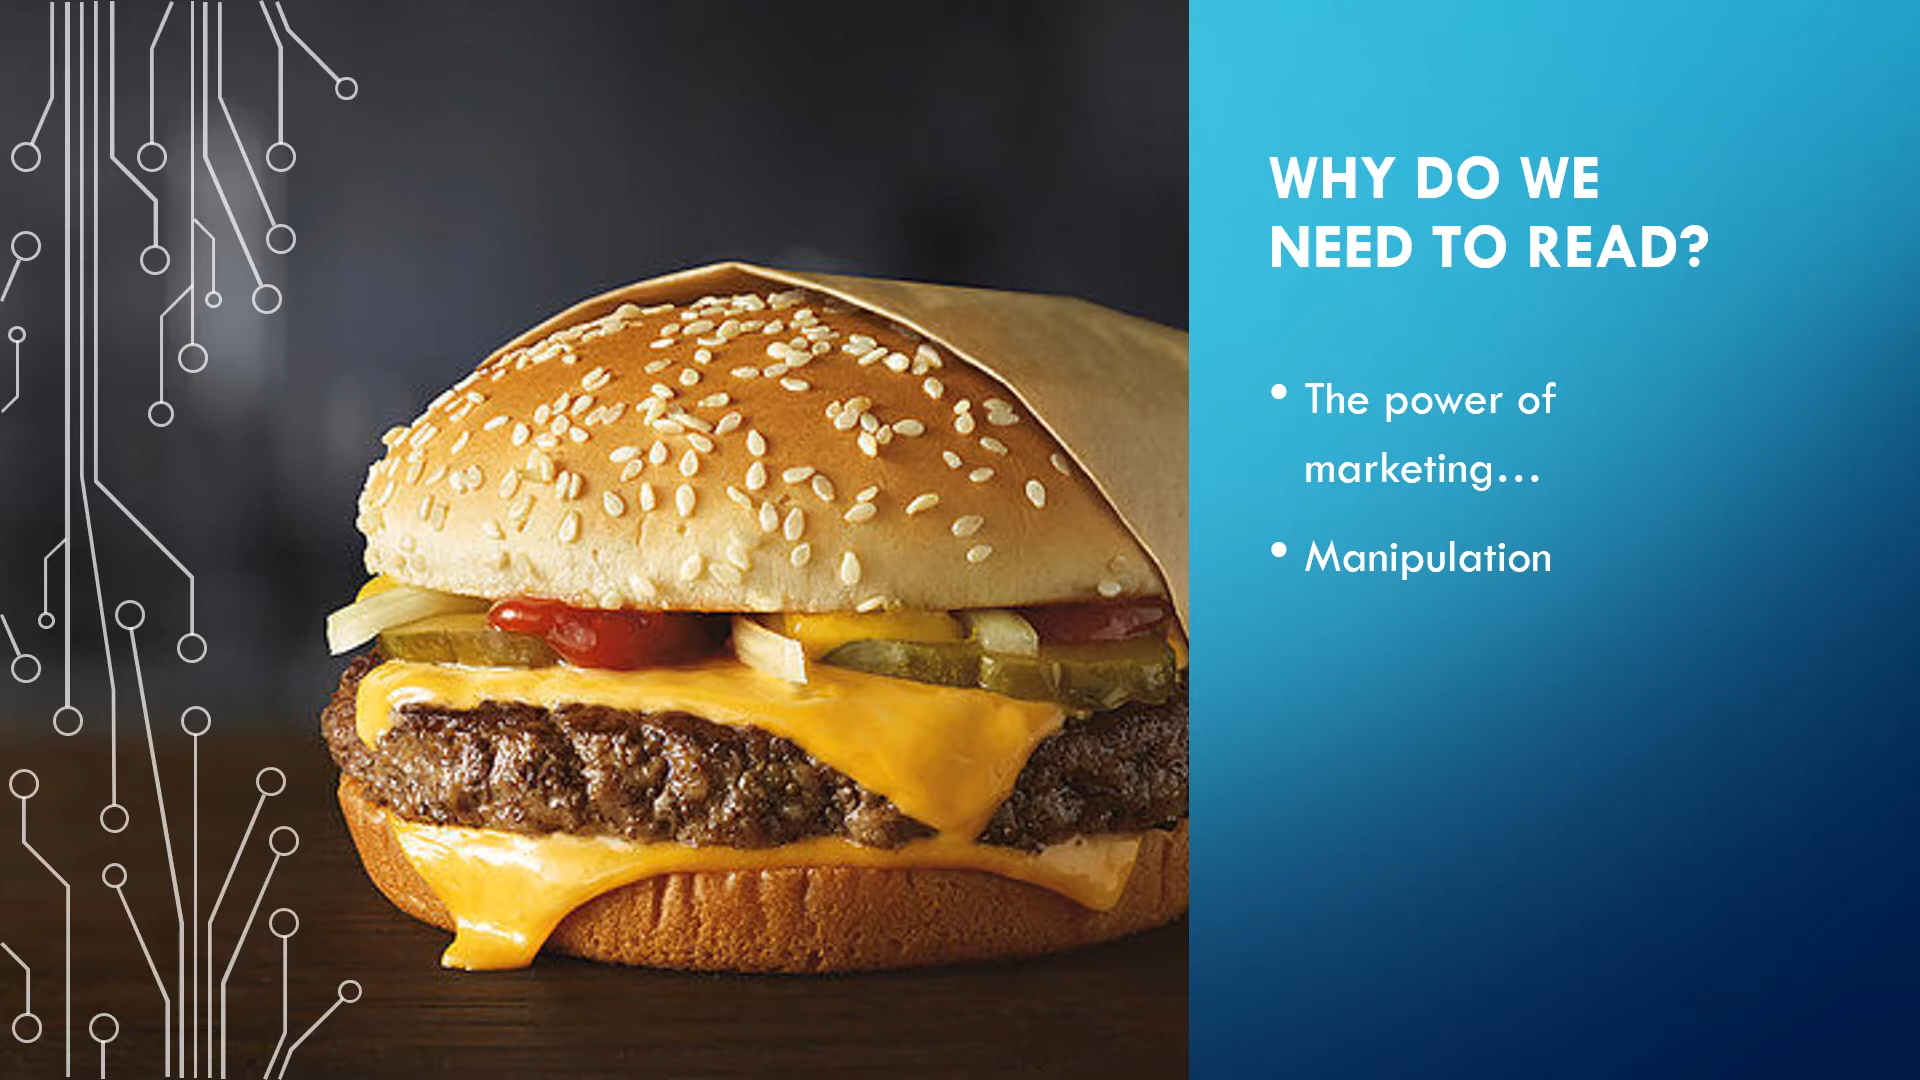 WHY DO WE
NEED TO READ?
• The power of
marketing...
• Manipulation